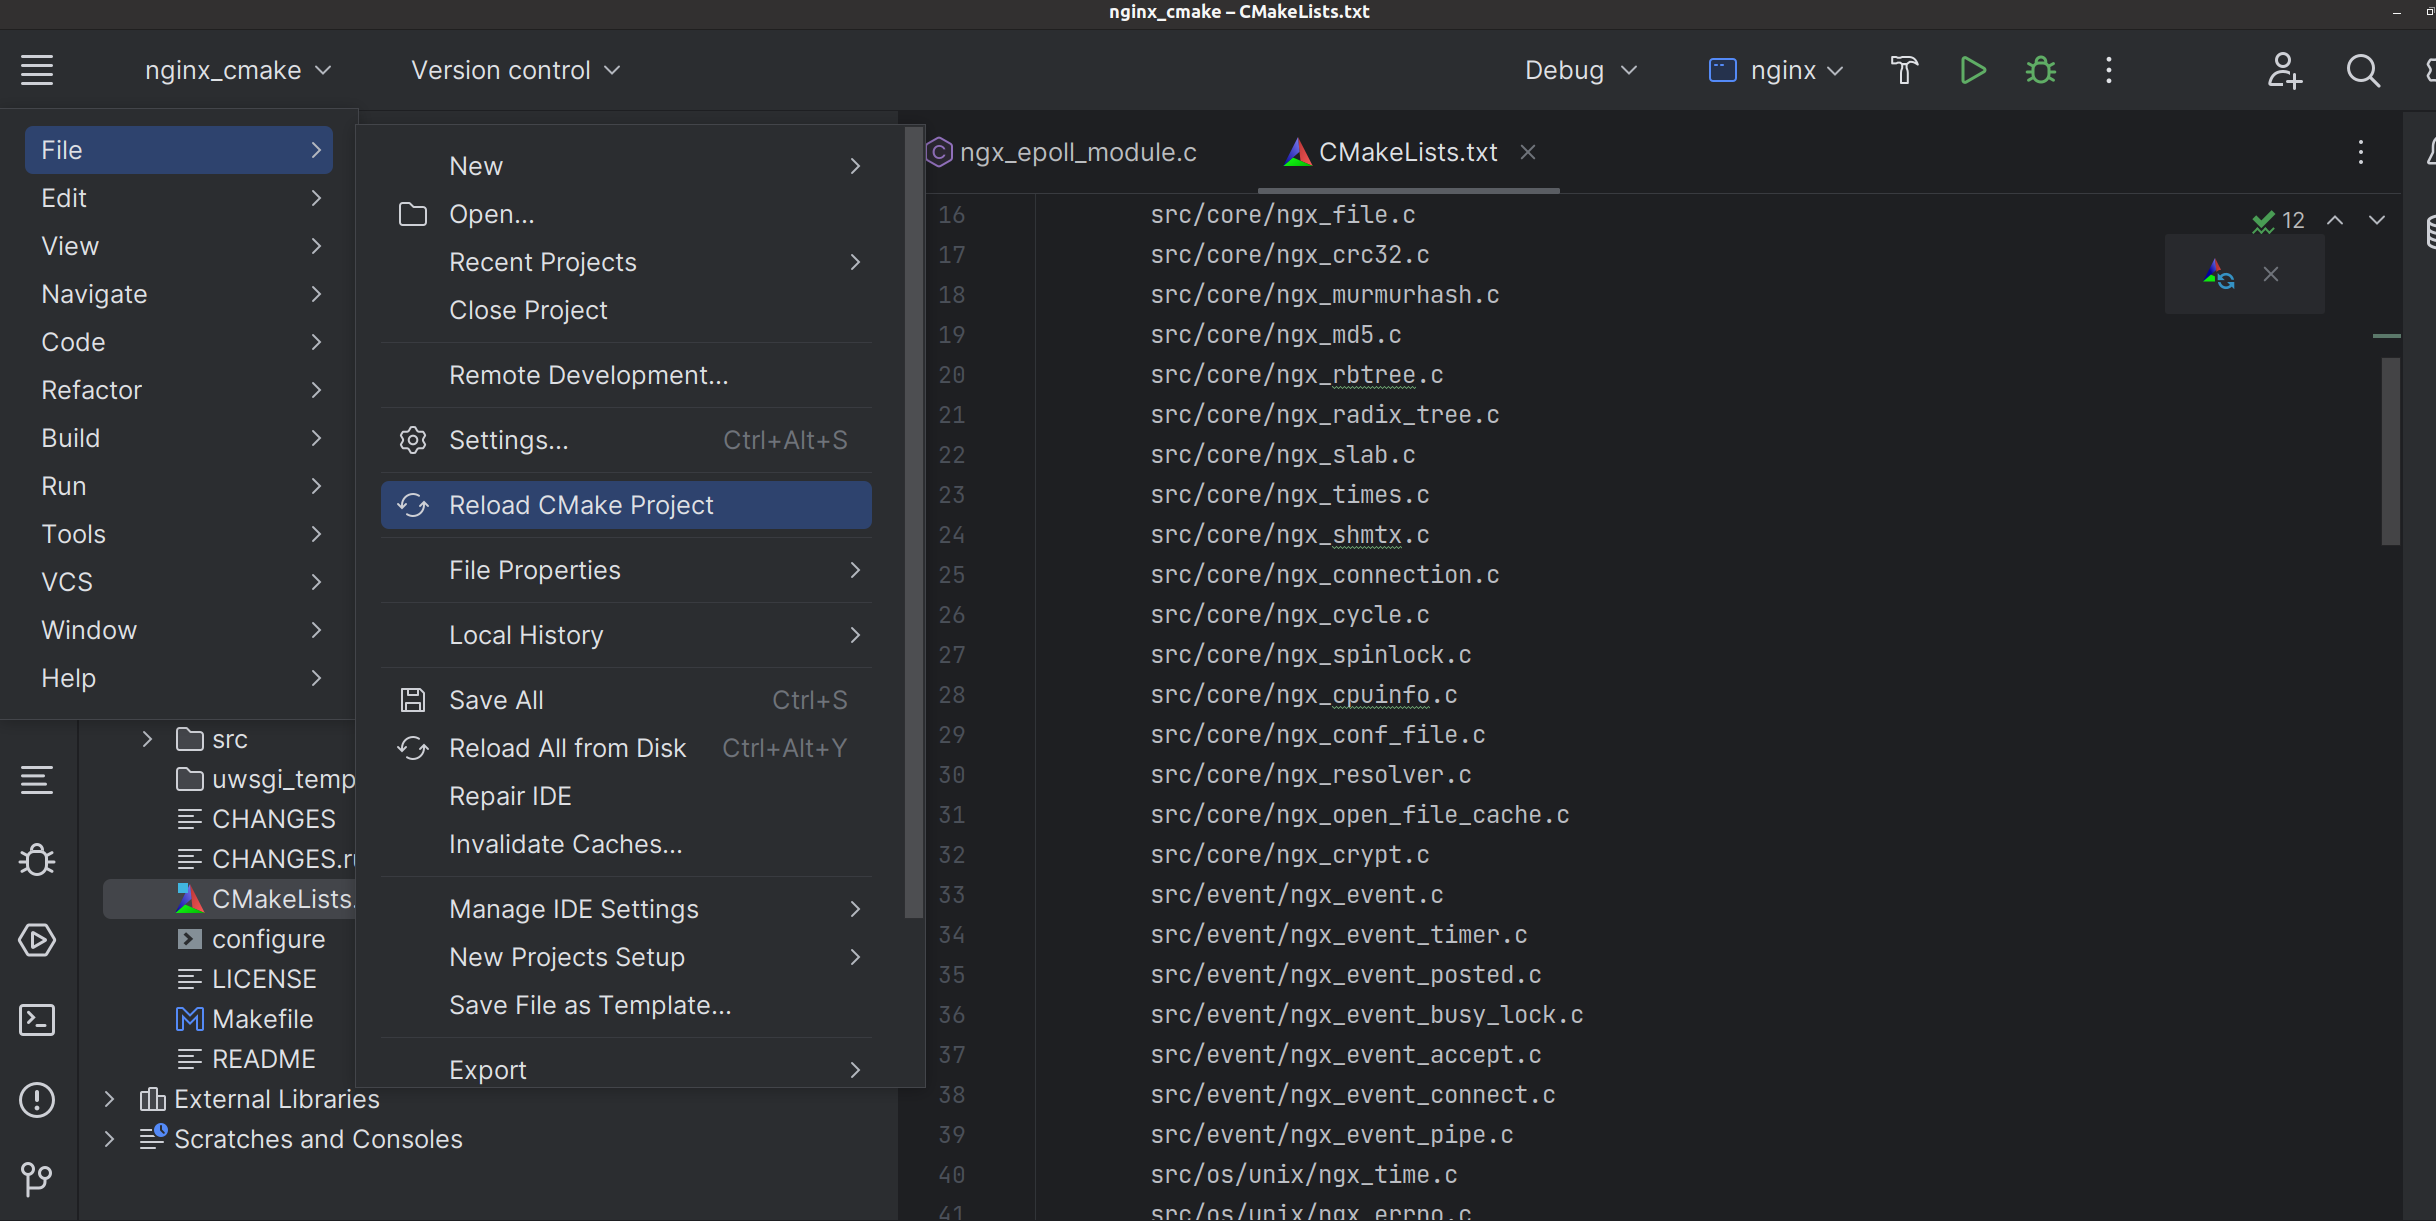 nginx_cmake – CMakeLists.txt
nginx_cmake
Version control
Debug
nginx
File
Edit
View
Navigate
Code
Refactor
Build
Run
Tools
VCS
Window
Help
New
Open...
Recent Projects
Close Project
Remote Development...
Settings... Ctrl+Alt+S
Reload CMake Project
File Properties
Local History
Save All Ctrl+S
Reload All from Disk Ctrl+Alt+Y
Repair IDE
Invalidate Caches...
Manage IDE Settings
New Projects Setup
Save File as Template...
Export
src
uwsgi_temp
CHANGES
CHANGES.ru
CMakeLists.
configure
LICENSE
Makefile
README
External Libraries
Scratches and Consoles
ngx_epoll_module.c
CMakeLists.txt
12
16 src/core/ngx_file.c
17 src/core/ngx_crc32.c
18 src/core/ngx_murmurhash.c
19 src/core/ngx_md5.c
20 src/core/ngx_rbtree.c
21 src/core/ngx_radix_tree.c
22 src/core/ngx_slab.c
23 src/core/ngx_times.c
24 src/core/ngx_shmtx.c
25 src/core/ngx_connection.c
26 src/core/ngx_cycle.c
27 src/core/ngx_spinlock.c
28 src/core/ngx_cpuinfo.c
29 src/core/ngx_conf_file.c
30 src/core/ngx_resolver.c
31 src/core/ngx_open_file_cache.c
32 src/core/ngx_crypt.c
33 src/event/ngx_event.c
34 src/event/ngx_event_timer.c
35 src/event/ngx_event_posted.c
36 src/event/ngx_event_busy_lock.c
37 src/event/ngx_event_accept.c
38 src/event/ngx_event_connect.c
39 src/event/ngx_event_pipe.c
40 src/os/unix/ngx_time.c
41 src/os/unix/ngx_errno.c